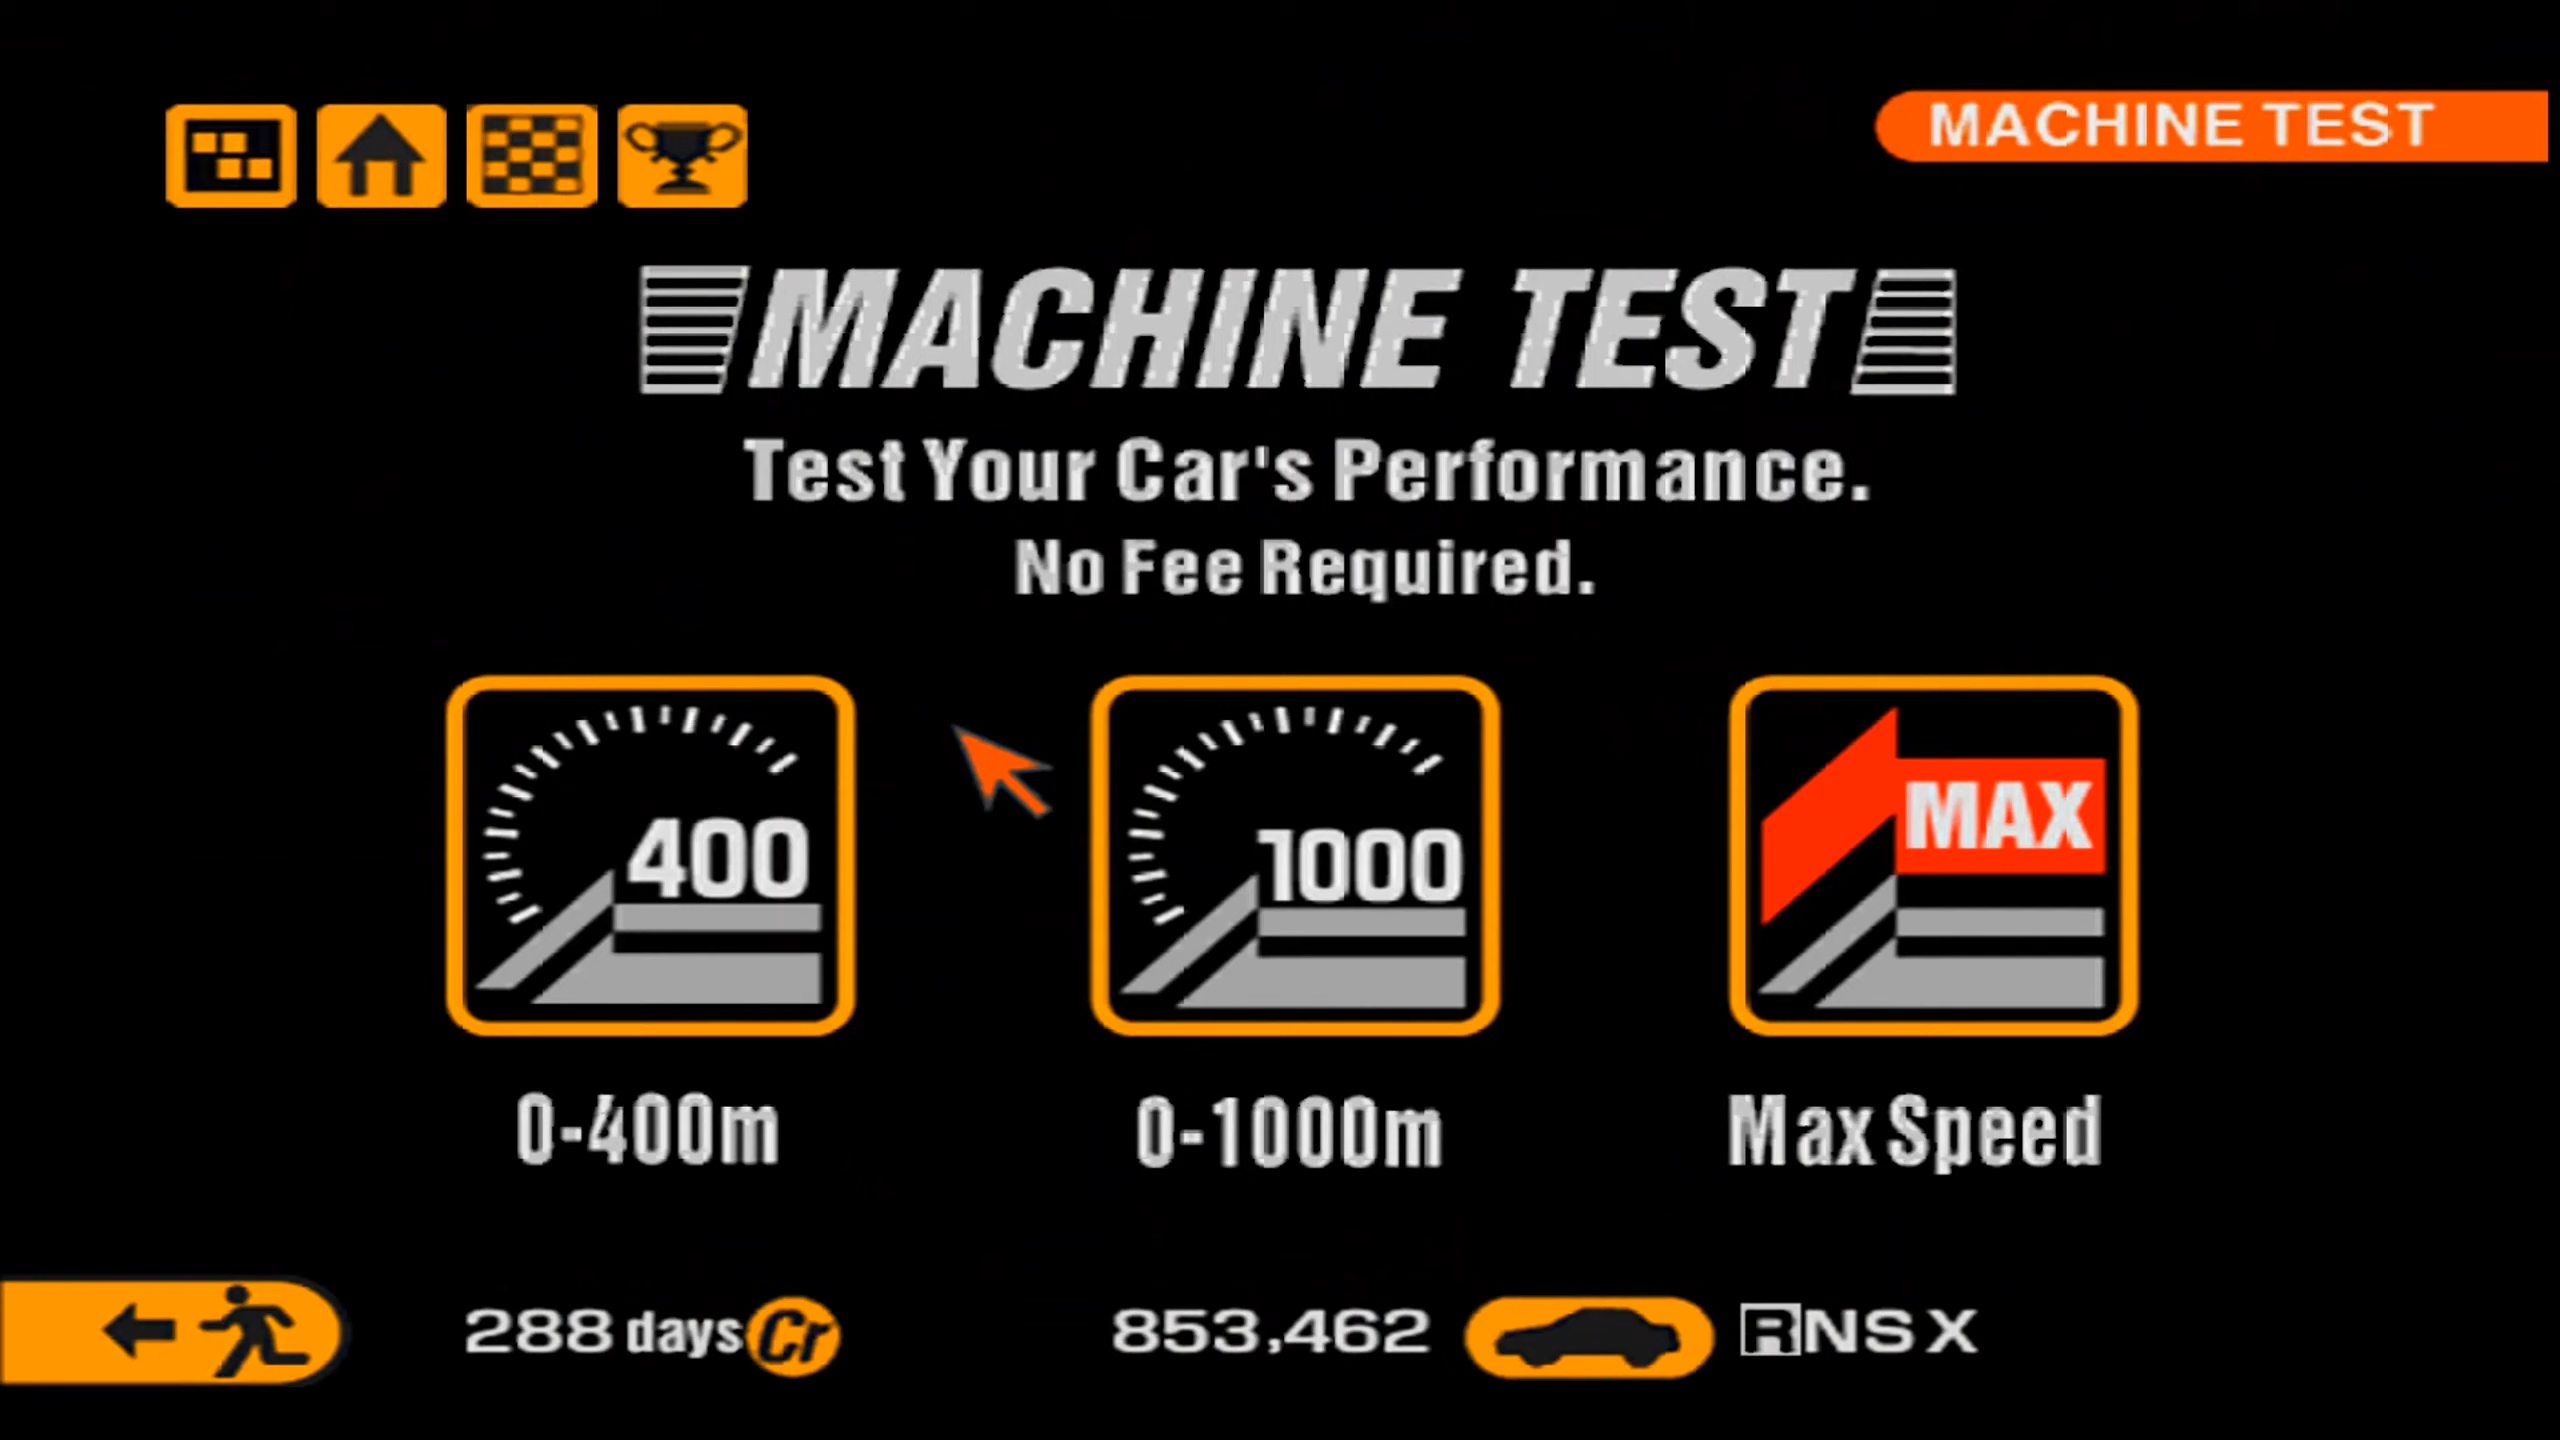 MACHINE TEST
MACHINE TEST
Test Your Car's Performance.
No Fee Required.
400
1000
MAX
0-400m
0-1000m
Max Speed
288 days Cr 853,462 RNSX